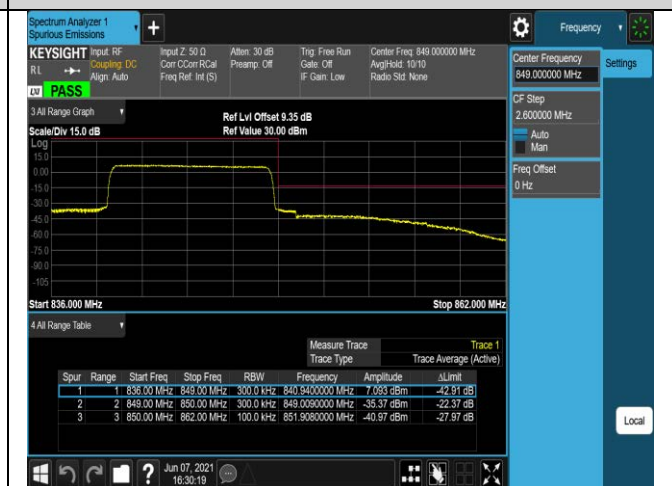 Spectrum Analyzer 1
Spurious Emissions
Frequency
KEYSIGHT
Input: RF
Coupling: DC
Align: Auto
Input Z: 50 Ω
Corr CCorr RCal
Freq Ref: Int (S)
Atten: 30 dB
Preamp: Off
Trig: Free Run
Gate: Off
IF Gain: Low
Center Freq: 849.000000 MHz
Avg|Hold: 10/10
Radio Std: None
RL
LXI
PASS
Center Frequency
849.000000 MHz
Settings
CF Step
2.600000 MHz
Auto
Man
Freq Offset
0 Hz
3 All Range Graph
Ref Lvl Offset 9.35 dB
Scale/Div 15.0 dB
Ref Value 30.00 dBm
Log
15.0
0.00
-15.0
-30.0
-45.0
-60.0
-75.0
-90.0
-105
Start 836.000 MHz
Stop 862.000 MHz
4 All Range Table
Measure Trace Trace 1
Trace Type Trace Average (Active)
Spur Range Start Freq Stop Freq RBW Frequency Amplitude ΔLimit
1 1 836.00 MHz 849.00 MHz 300.0 kHz 840.9400000 MHz 7.093 dBm -42.91 dB
2 2 849.00 MHz 850.00 MHz 300.0 kHz 849.0090000 MHz -35.37 dBm -22.37 dB
3 3 850.00 MHz 862.00 MHz 100.0 kHz 851.9080000 MHz -40.97 dBm -27.97 dB
Local
?
Jun 07, 2021
16:30:19